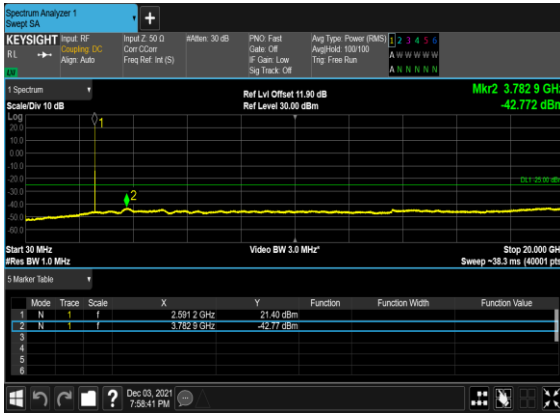 Spectrum Analyzer 1
Swept SA
+
KEYSIGHT Input: RF Input Z: 50 Ω #Atten: 30 dB PNO: Fast Avg Type: Power (RMS) 1 2 3 4 5 6
RL Coupling: DC Corr CCorr Gate: Off Avg|Hold: 100/100 A W W W W W
Align: Auto Freq Ref: Int (S) IF Gain: Low Trig: Free Run
Sig Track: Off A N N N N N
1 Spectrum Ref Lvl Offset 11.90 dB Mkr2 3.782 9 GHz
Scale/Div 10 dB Ref Level 30.00 dBm -42.772 dBm
Log
1
20.0
10.0
0.00
-10.0
-20.0
DL1 -25.00 dBm
-30.0
2
-40.0
-50.0
-60.0
Start 30 MHz Video BW 3.0 MHz* Stop 20.000 GHz
#Res BW 1.0 MHz Sweep ~38.3 ms (40001 pts)
5 Marker Table
Mode Trace Scale X Y Function Function Width Function Value
1 N 1 f 2.591 2 GHz 21.40 dBm
2 N 1 f 3.782 9 GHz -42.77 dBm
3
4
5
6
? Dec 03, 2021
7:58:41 PM